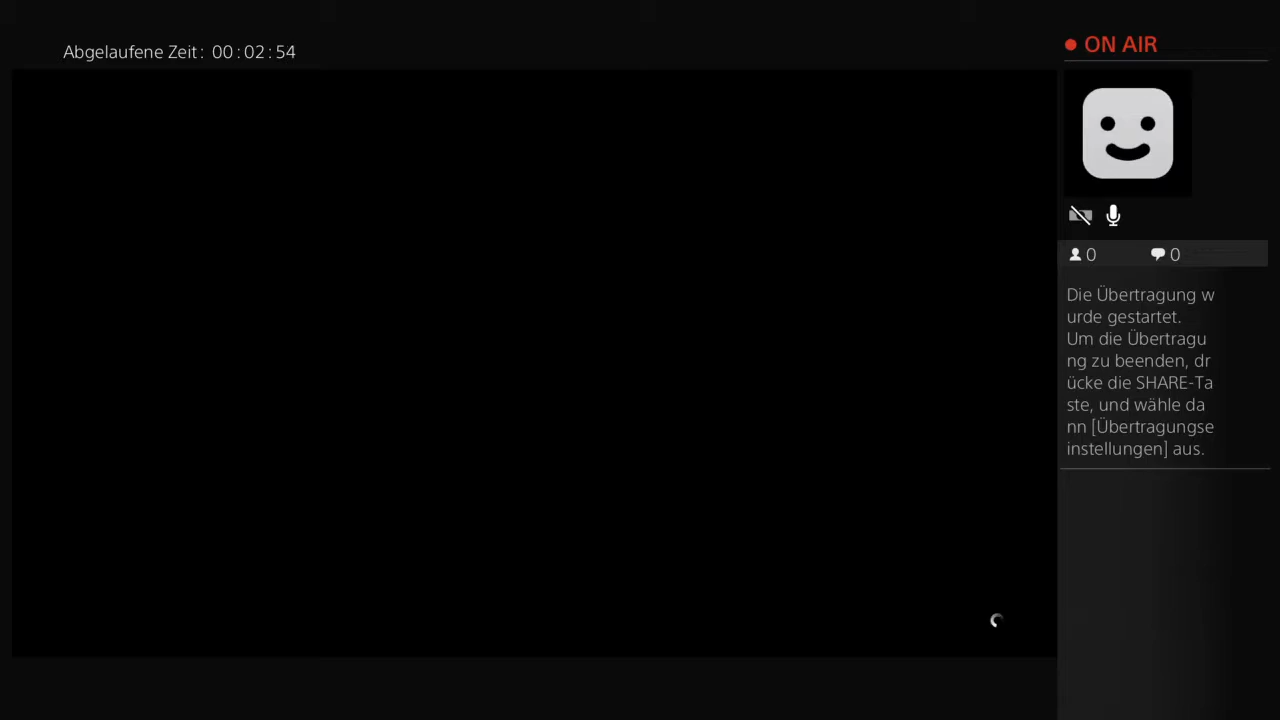 Abgelaufene Zeit: 00:02:54
ON AIR
0
0
Die Übertragung w
urde gestartet.
Um die Übertragu
ng zu beenden, dr
ücke die SHARE-Ta
ste, und wähle da
nn [Übertragungse
instellungen] aus.